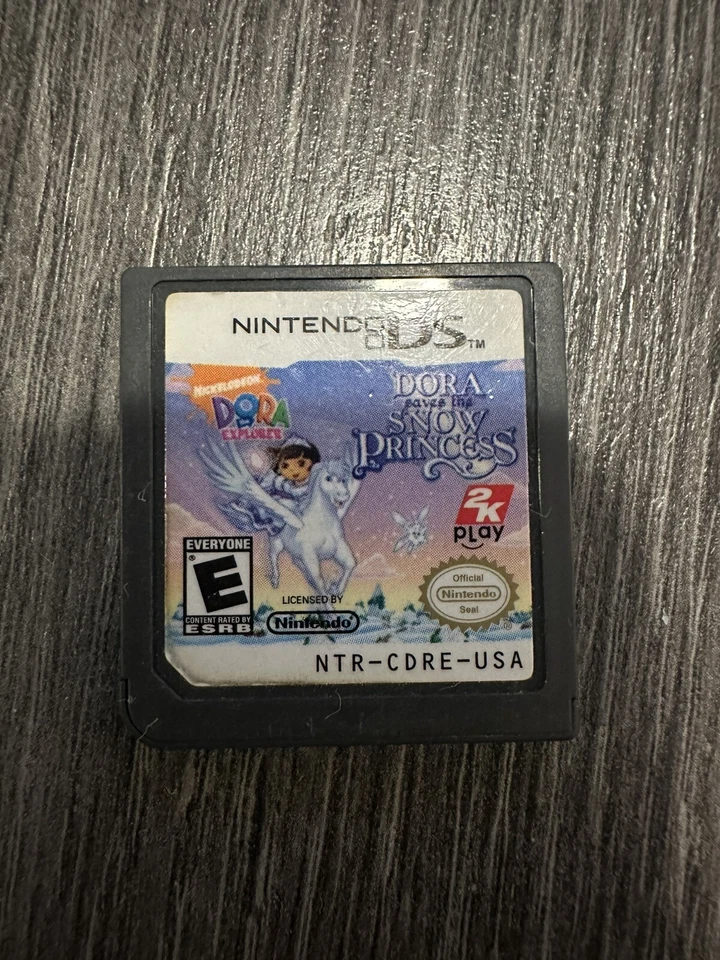 NINTENDO DS™
NICKELODEON
DORA
EXPLORER
DORA
saves the
SNOW
PRINCESS
2K
play
EVERYONE
E
®
CONTENT RATED BY
ESRB
LICENSED BY
Nintendo
Official
Nintendo
Seal
®
NTR-CDRE-USA